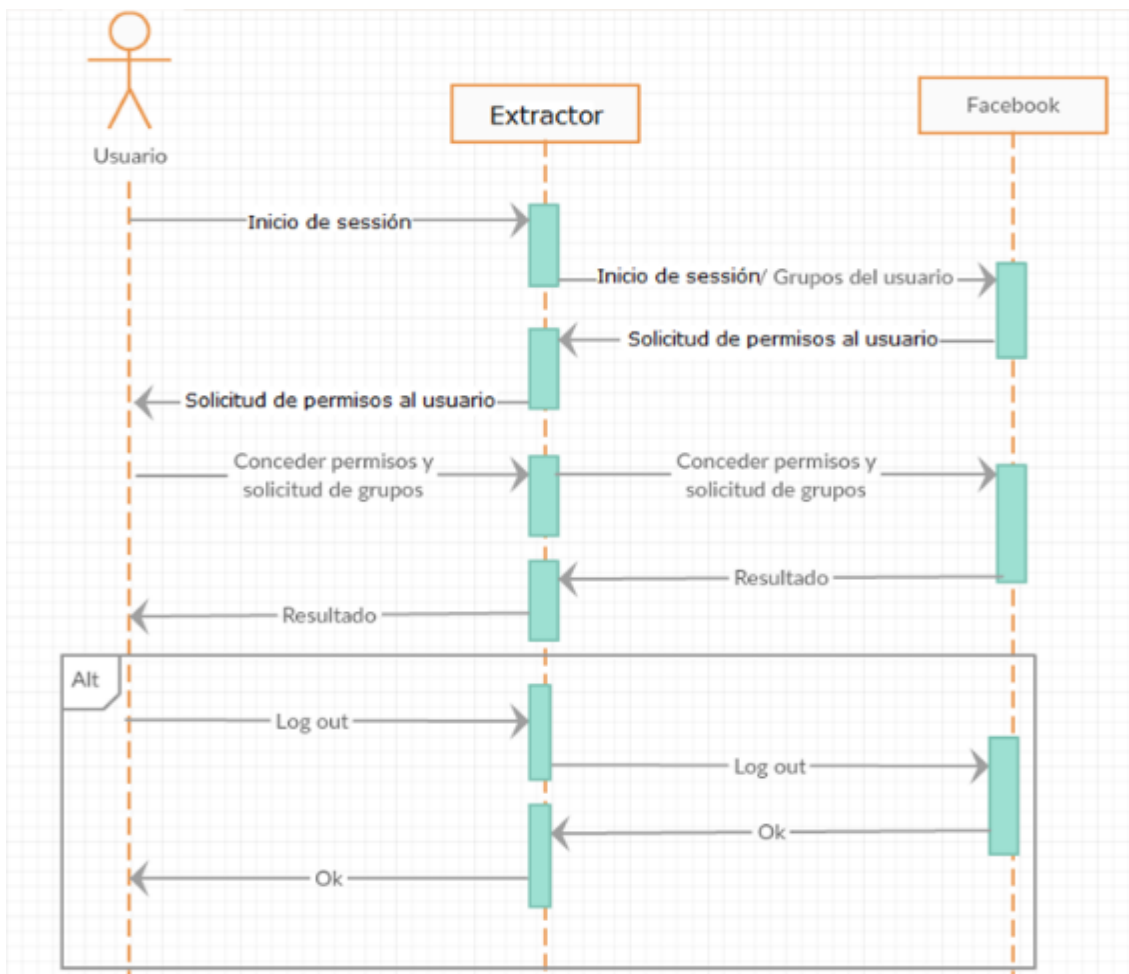 Usuario
Extractor
Facebook
Inicio de sessión
Inicio de sessión/ Grupos del usuario
Solicitud de permisos al usuario
Solicitud de permisos al usuario
Conceder permisos y
solicitud de grupos
Conceder permisos y
solicitud de grupos
Resultado
Resultado
Alt
Log out
Log out
Ok
Ok